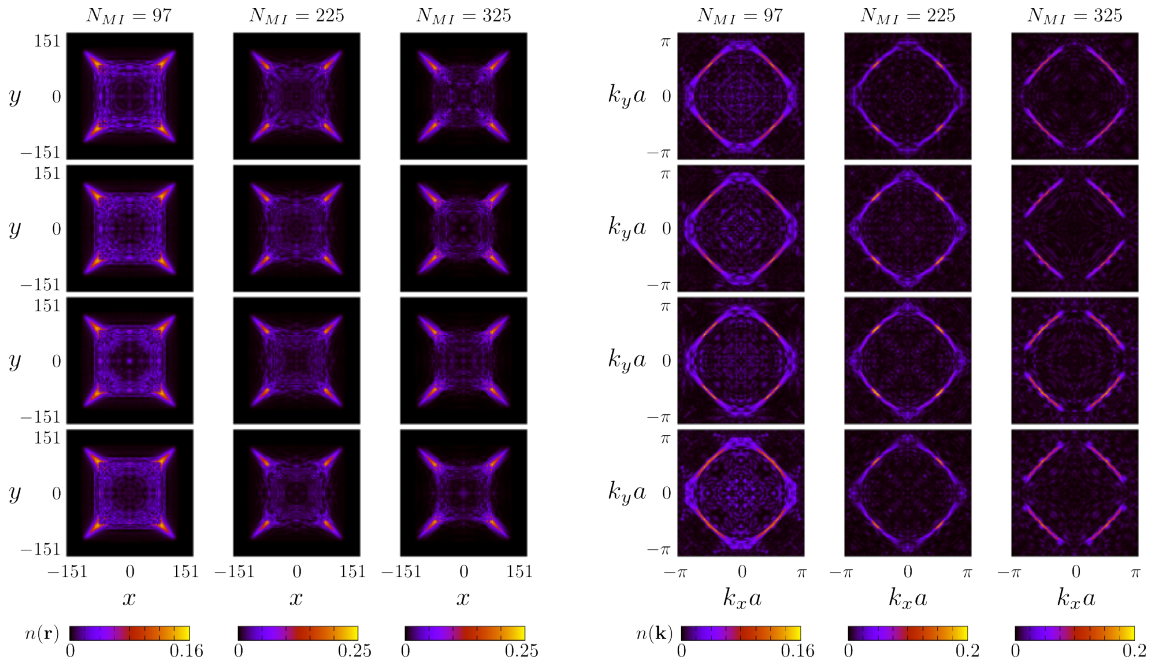 N_{MI} = 97 N_{MI} = 225 N_{MI} = 325 N_{MI} = 97 N_{MI} = 225 N_{MI} = 325
151 π
y 0 k_y a 0
−151 −π
151 π
y 0 k_y a 0
−151 −π
151 π
y 0 k_y a 0
−151 −π
151 π
y 0 k_y a 0
−151 −π
−151 0 151 −151 0 151 −151 0 151 −π 0 π −π 0 π −π 0 π
x x x k_x a k_x a k_x a
n(r) n(k)
0 0.16 0 0.25 0 0.25 0 0.16 0 0.2 0 0.2